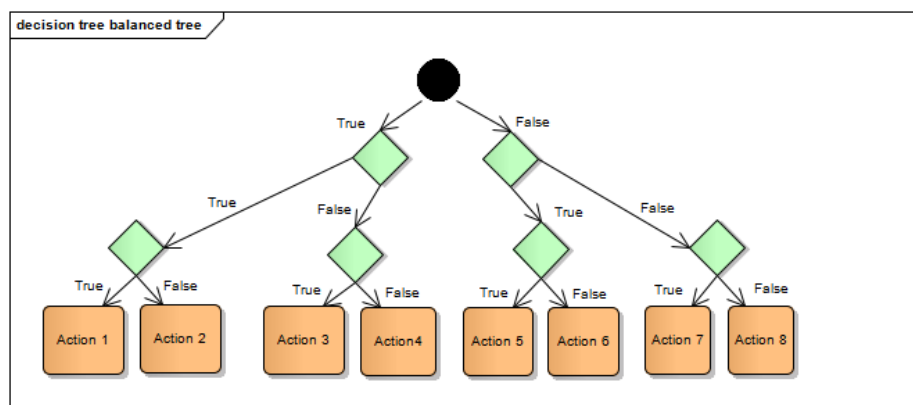 decision tree balanced tree
True
False
True
False
True
False
True
False
True
False
True
False
True
False
Action 1
Action 2
Action 3
Action4
Action 5
Action 6
Action 7
Action 8